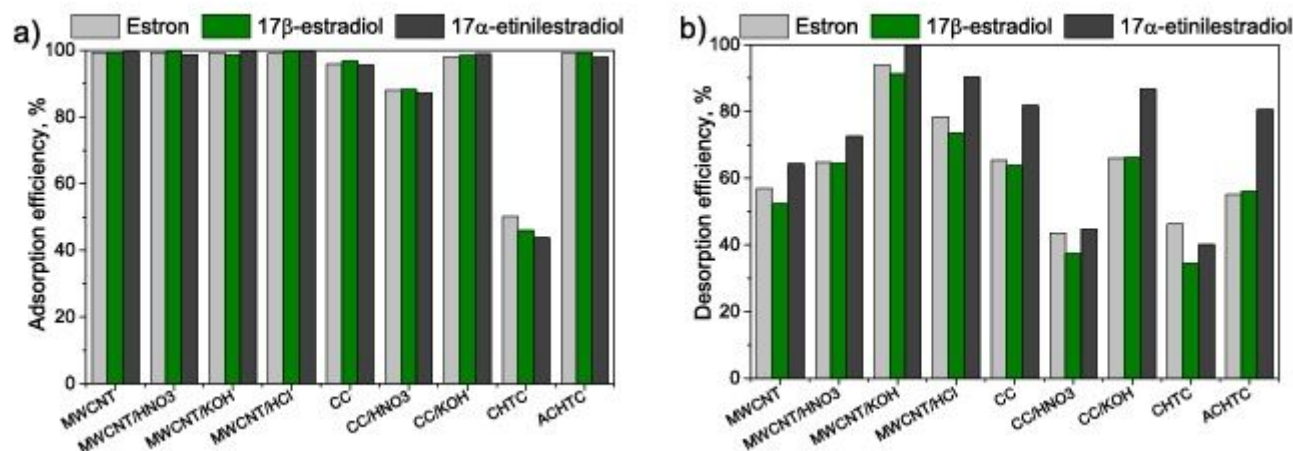 a)
Estron 17β-estradiol 17α-etinilestradiol
Adsorption efficiency, %
100
80
60
40
20
0
MWCNT
MWCNT/HNO3
MWCNT/KOH
MWCNT/HCl
CC
CC/HNO3
CC/KOH
CHTC
ACHTC
b)
Estron 17β-estradiol 17α-etinilestradiol
Desorption efficiency, %
100
80
60
40
20
0
MWCNT
MWCNT/HNO3
MWCNT/KOH
MWCNT/HCl
CC
CC/HNO3
CC/KOH
CHTC
ACHTC